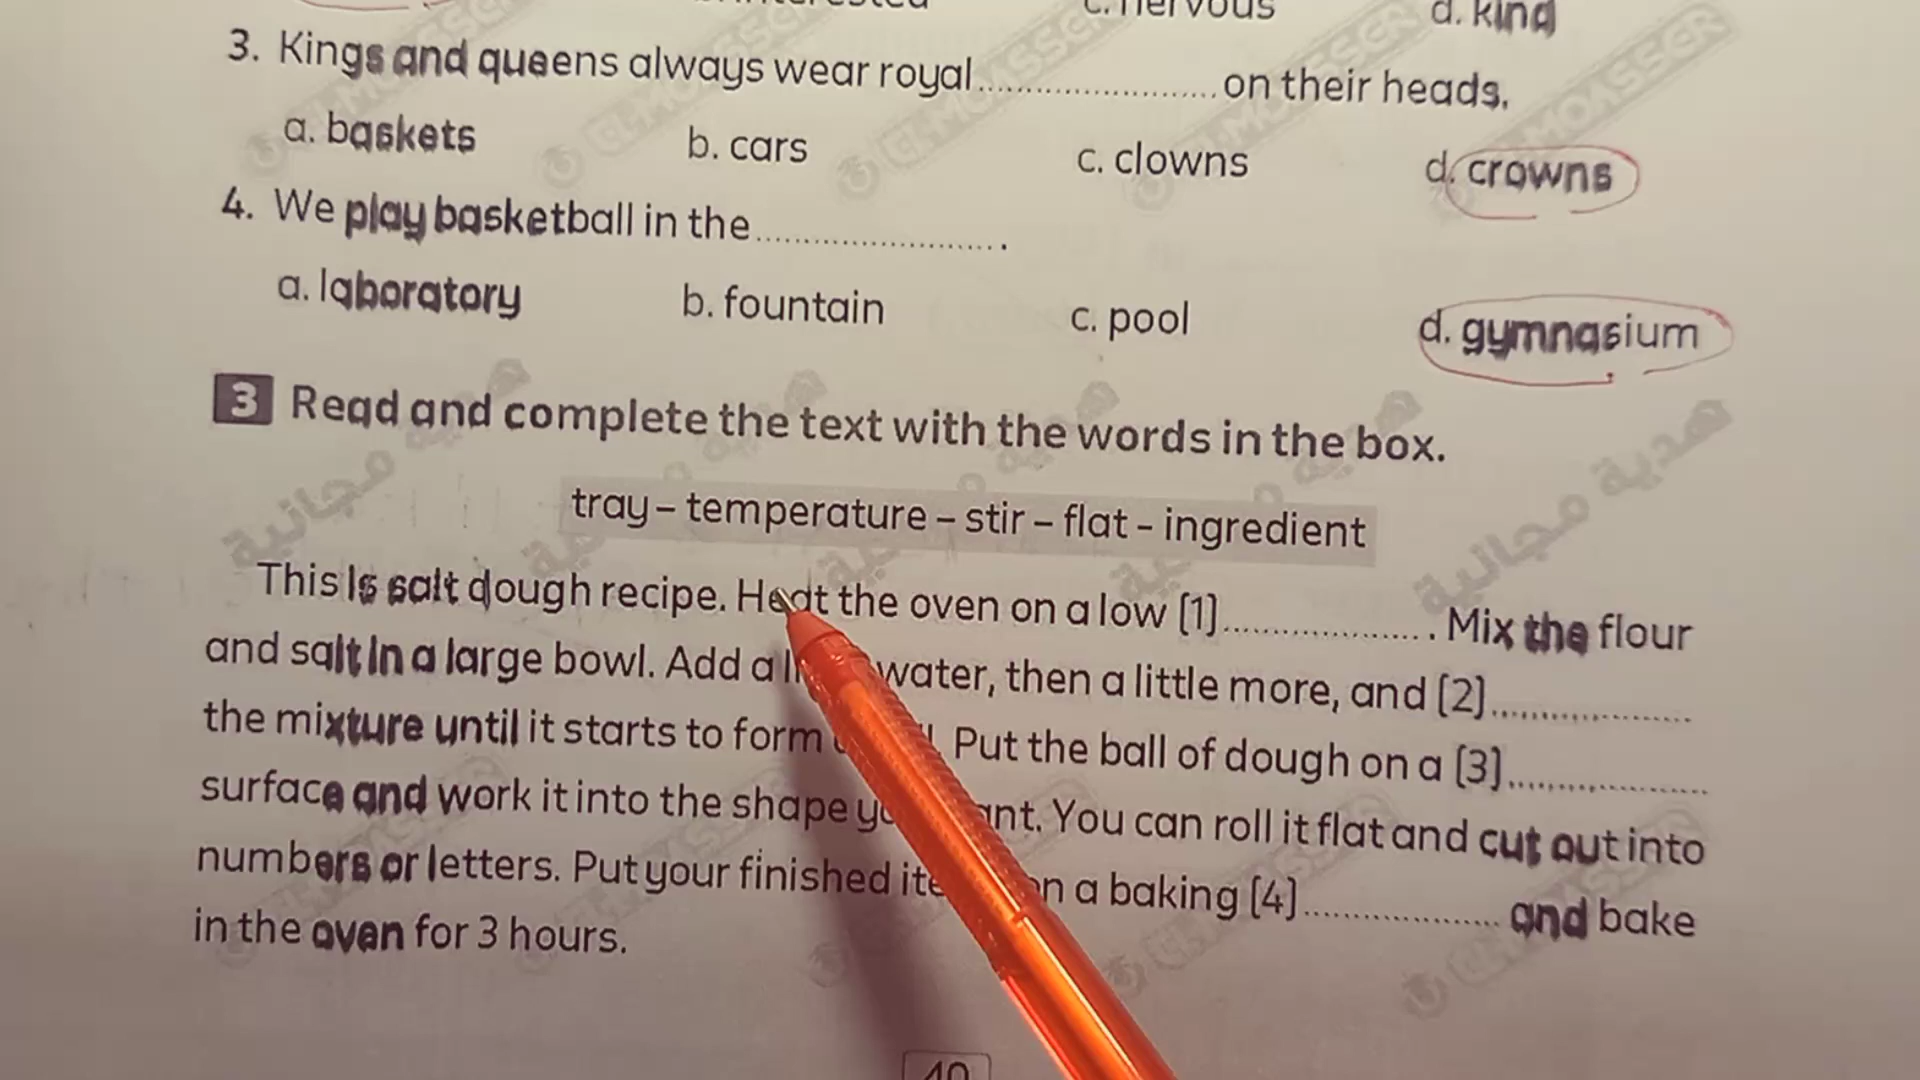 c. nervous d. kind
3. Kings and queens always wear royal........................on their heads.
a. baskets b. cars c. clowns d. crowns
4. We play basketball in the........................ .
a. laboratory b. fountain c. pool d. gymnasium
3 Read and complete the text with the words in the box.
tray – temperature – stir – flat – ingredient
This Is salt dough recipe. Heat the oven on a low (1)................... . Mix the flour
and salt In a large bowl. Add a water, then a little more, and (2)...................
the mixture until it starts to form Put the ball of dough on a (3)...................
surface and work it into the shape You can roll it flat and cut out into
numbers or letters. Put your finished a baking (4)................... and bake
in the oven for 3 hours.
40